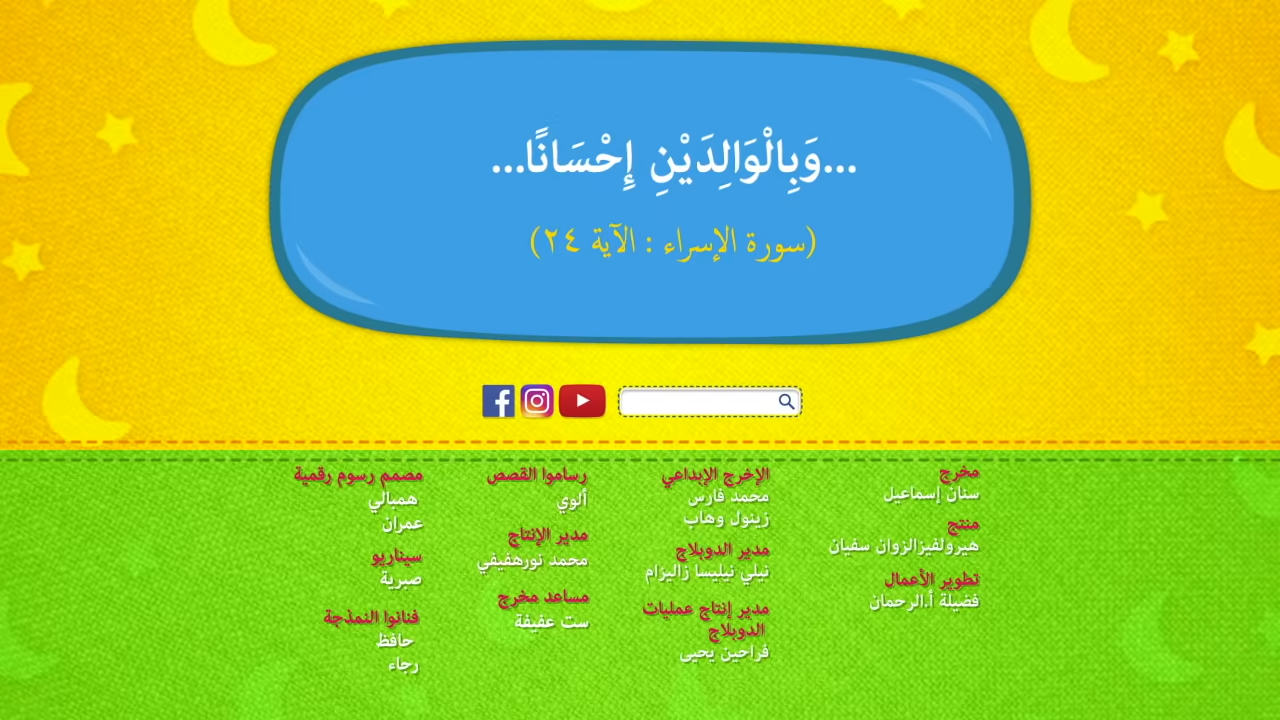 ...وَبِالْوَالِدَيْنِ إِحْسَانًا...
(سورة الإسراء : الآية ٢٤)
مخرج
سنان إسماعيل
منتج
هيرولفيزالزوان سفيان
تطوير الأعمال
فضيلة أ.الرحمان
الإخرج الإبداعي
محمد فارس
زينول وهاب
مدير الدوبلاج
نيلي نيليسا زاليزام
مدير إنتاج عمليات
الدوبلاج
فراحين يحيى
رساموا القصص
ألوي
مدير الإنتاج
محمد نورهفيفي
مساعد مخرج
ست عفيفة
مصمم رسوم رقمية
همبالي
عمران
سيناريو
صبرية
فنانوا النمذجة
حافظ
رجاء